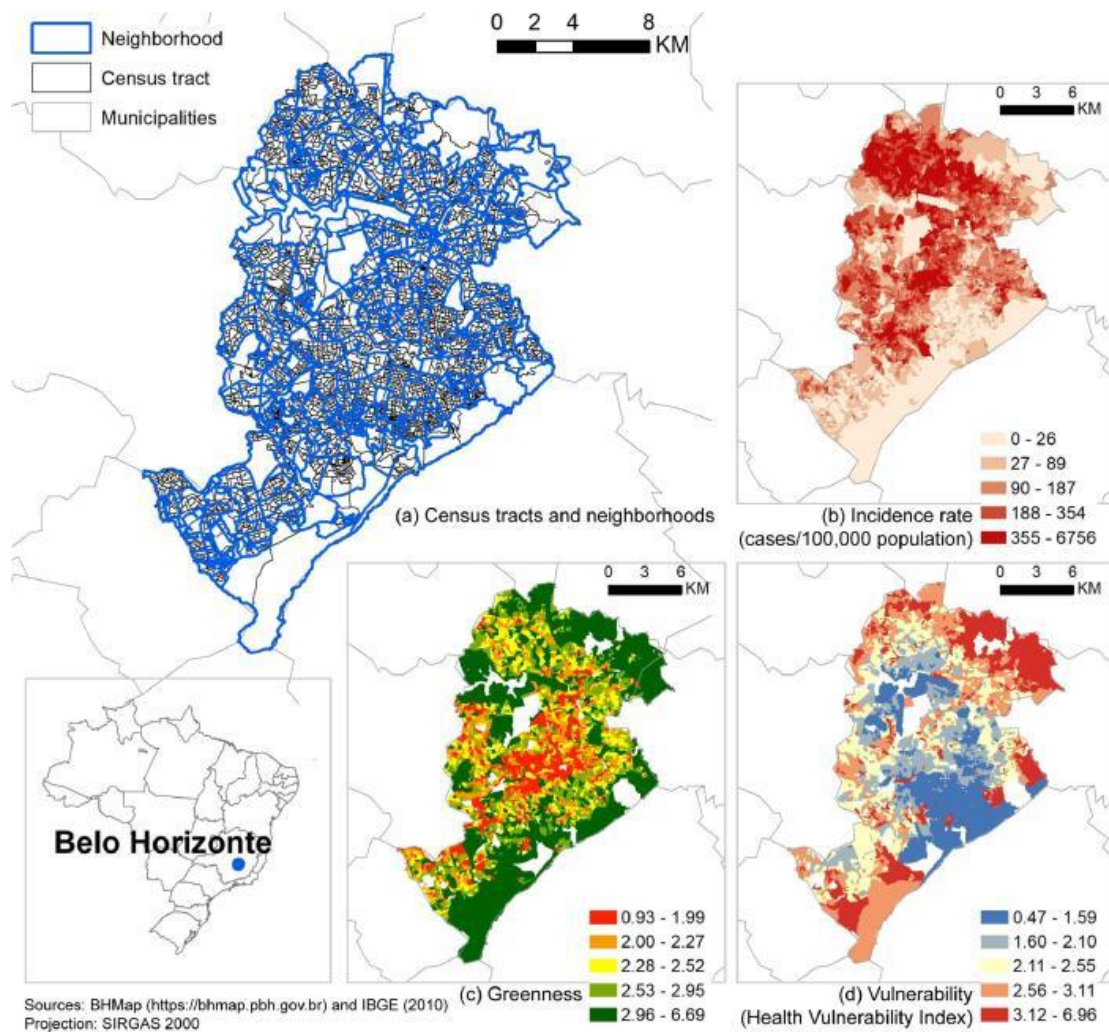 Neighborhood
Census tract
Municipalities
0 2 4 8
KM
(a) Census tracts and neighborhoods
0 3 6
KM
0 - 26
27 - 89
90 - 187
188 - 354
355 - 6756
(b) Incidence rate
(cases/100,000 population)
Belo Horizonte
0 3 6
KM
0.93 - 1.99
2.00 - 2.27
2.28 - 2.52
2.53 - 2.95
2.96 - 6.69
(c) Greenness
0 3 6
KM
0.47 - 1.59
1.60 - 2.10
2.11 - 2.55
2.56 - 3.11
3.12 - 6.96
(d) Vulnerability
(Health Vulnerability Index)
Sources: BHMap (https://bhmap.pbh.gov.br) and IBGE (2010)
Projection: SIRGAS 2000